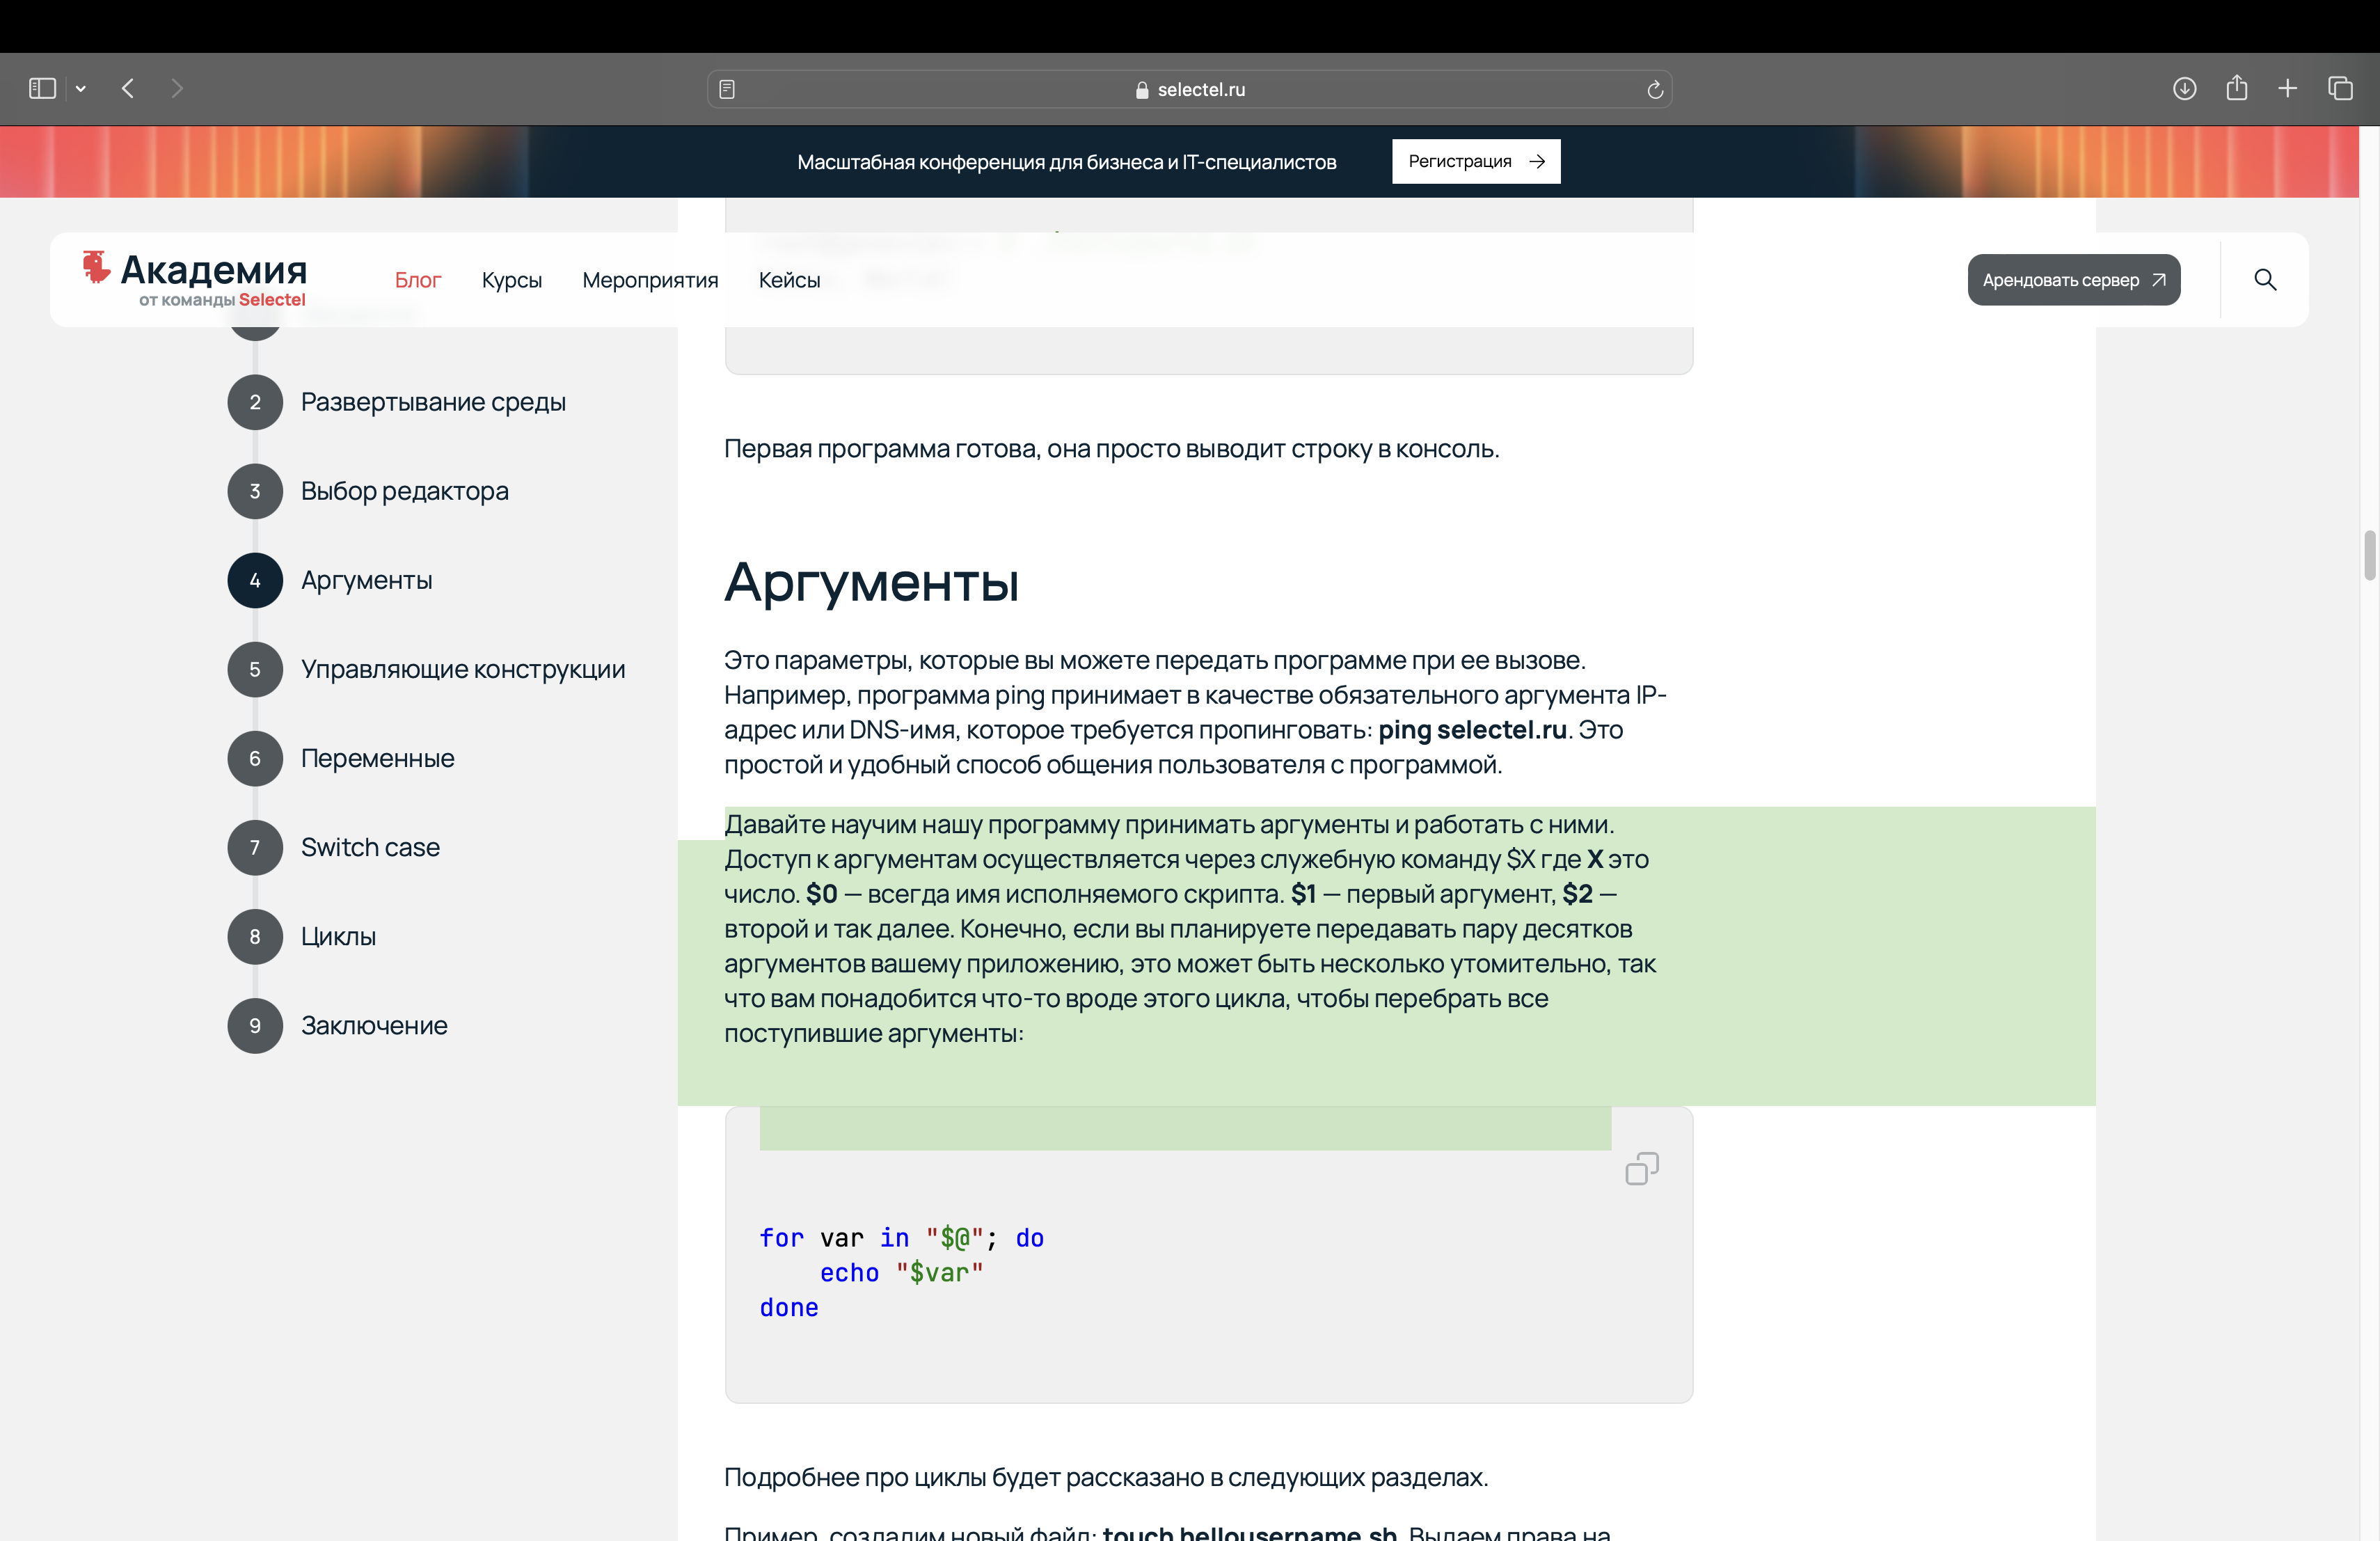 selectel.ru
Масштабная конференция для бизнеса и IT-специалистов
Регистрация →
Академия
от команды Selectel
Блог
Курсы
Мероприятия
Кейсы
Арендовать сервер
2 Развертывание среды
3 Выбор редактора
4 Аргументы
5 Управляющие конструкции
6 Переменные
7 Switch case
8 Циклы
9 Заключение
Первая программа готова, она просто выводит строку в консоль.
Аргументы
Это параметры, которые вы можете передать программе при ее вызове.
Например, программа ping принимает в качестве обязательного аргумента IP-
адрес или DNS-имя, которое требуется пропинговать: ping selectel.ru. Это
простой и удобный способ общения пользователя с программой.
Давайте научим нашу программу принимать аргументы и работать с ними.
Доступ к аргументам осуществляется через служебную команду $X где X это
число. $0 — всегда имя исполняемого скрипта. $1 — первый аргумент, $2 —
второй и так далее. Конечно, если вы планируете передавать пару десятков
аргументов вашему приложению, это может быть несколько утомительно, так
что вам понадобится что-то вроде этого цикла, чтобы перебрать все
поступившие аргументы:
for var in "$@"; do
    echo "$var"
done
Подробнее про циклы будет рассказано в следующих разделах.
Пример, создадим новый файл: touch hellousername.sh. Выдаем права на